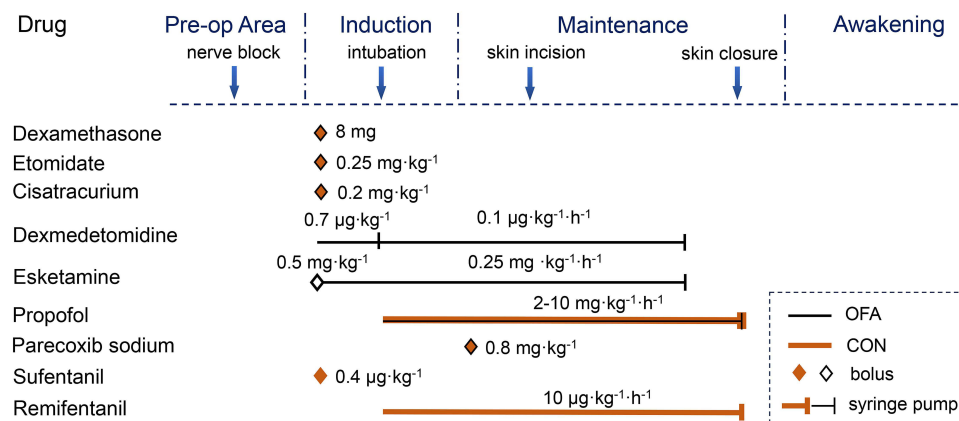 Drug Pre-op Area Induction Maintenance Awakening
nerve block intubation skin incision skin closure
Dexamethasone 8 mg
Etomidate 0.25 mg·kg⁻¹
Cisatracurium 0.2 mg·kg⁻¹
0.7 µg·kg⁻¹ 0.1 µg·kg⁻¹·h⁻¹
Dexmedetomidine
0.5 mg·kg⁻¹ 0.25 mg ·kg⁻¹·h⁻¹
Esketamine
2-10 mg·kg⁻¹·h⁻¹
Propofol
Parecoxib sodium 0.8 mg·kg⁻¹
Sufentanil 0.4 µg·kg⁻¹
10 µg·kg⁻¹·h⁻¹
Remifentanil
OFA
CON
bolus
syringe pump